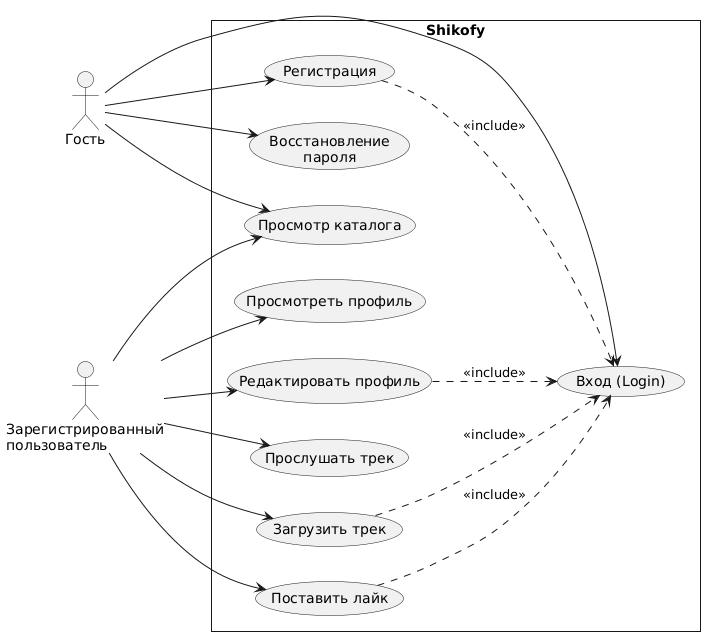 Shikofy
Регистрация
«include»
Гость
Восстановление
пароля
Просмотр каталога
Просмотреть профиль
Редактировать профиль
«include»
Вход (Login)
Зарегистрированный
пользователь
Прослушать трек
«include»
Загрузить трек
«include»
Поставить лайк